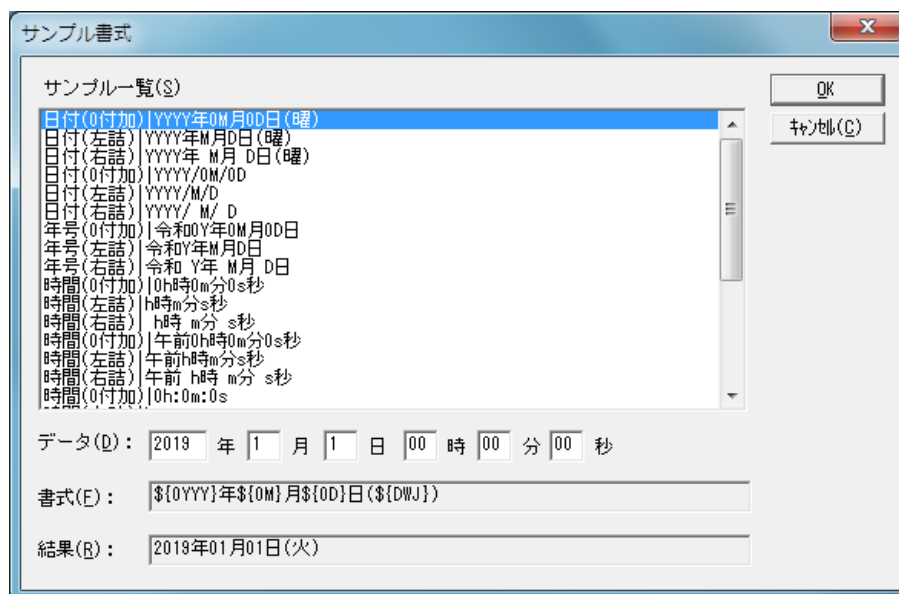 サンプル書式
サンプル一覧(S)
日付(0付加)|YYYY年0M月0D日(曜)
日付(左詰)|YYYY年M月D日(曜)
日付(右詰)|YYYY年 M月 D日(曜)
日付(0付加)|YYYY/0M/0D
日付(左詰)|YYYY/M/D
日付(右詰)|YYYY/ M/ D
年号(0付加)|令和0Y年0M月0D日
年号(左詰)|令和Y年M月D日
年号(右詰)|令和 Y年 M月 D日
時間(0付加)|0h時0m分0s秒
時間(左詰)|h時m分s秒
時間(右詰)| h時 m分 s秒
時間(0付加)|午前0h時0m分0s秒
時間(左詰)|午前h時m分s秒
時間(右詰)|午前 h時 m分 s秒
時間(0付加)|0h:0m:0s
OK
ｷｬﾝｾﾙ(C)
データ(D): 2019 年 1 月 1 日 00 時 00 分 00 秒
書式(F): ${0YYY}年${0M}月${0D}日(${DWJ})
結果(R): 2019年01月01日(火)